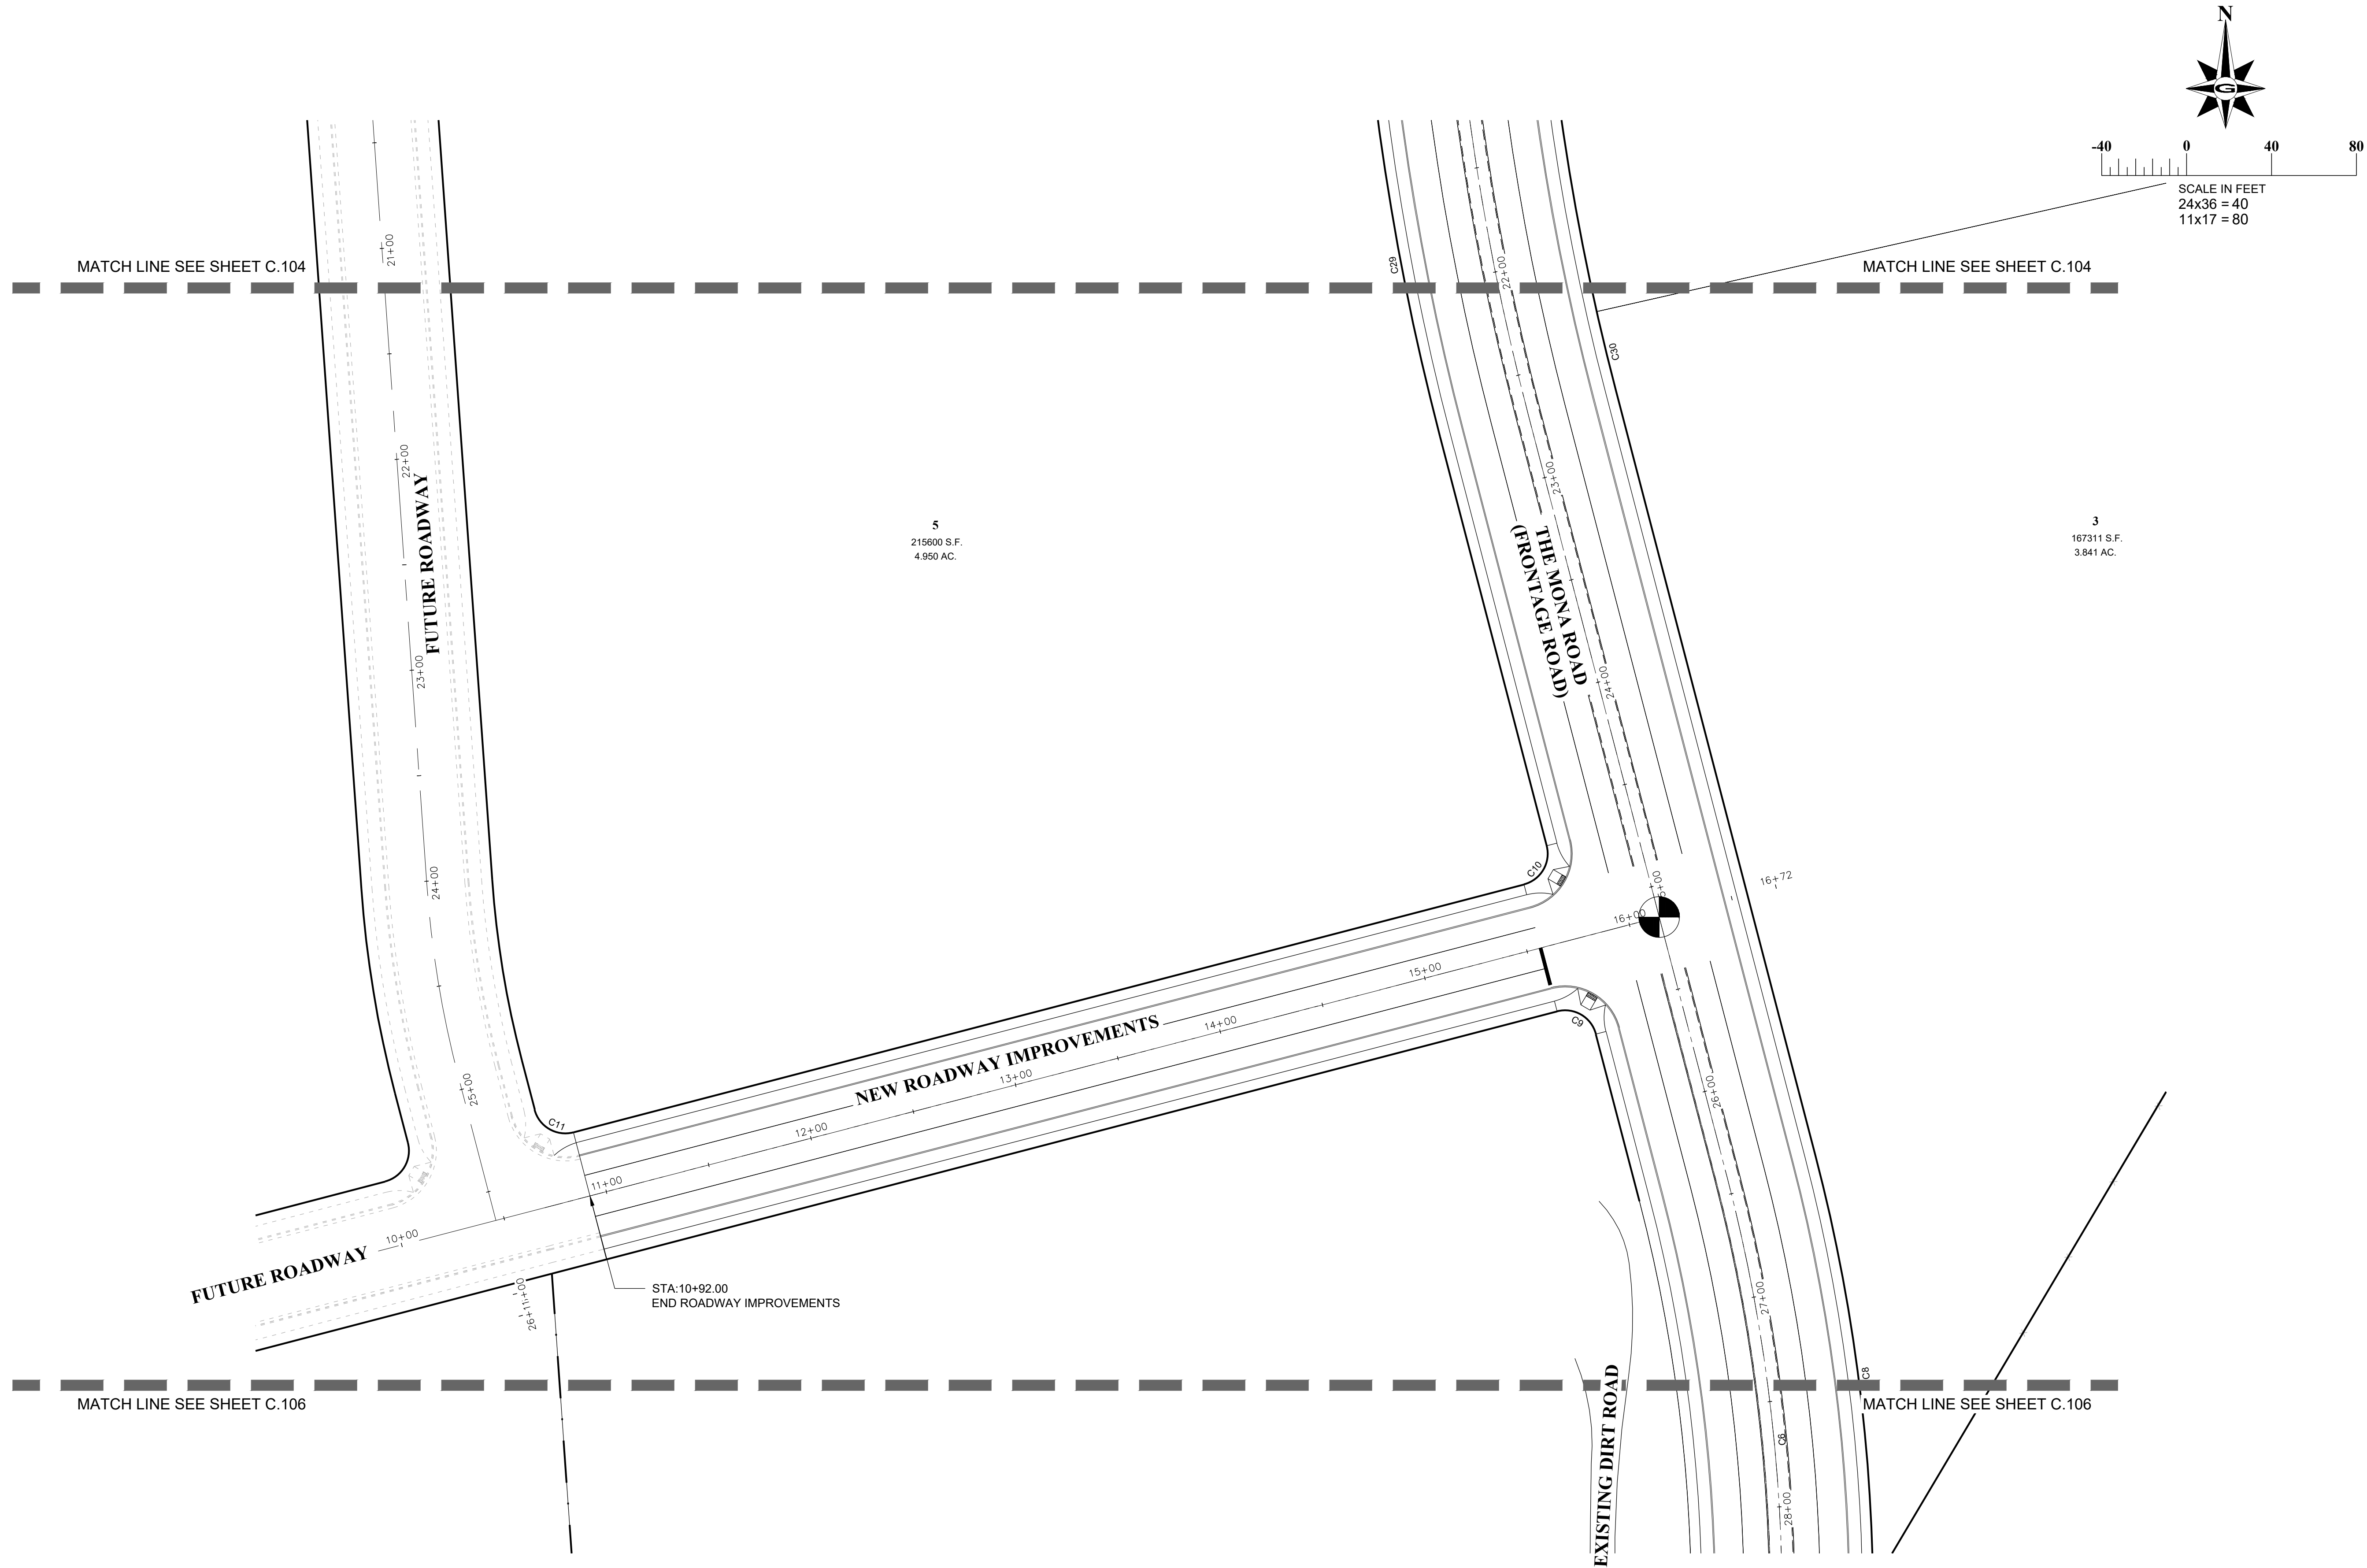 N
G
-40 0 40 80
SCALE IN FEET
24x36 = 40
11x17 = 80
MATCH LINE SEE SHEET C.104
MATCH LINE SEE SHEET C.104
21+00
22+00
FUTURE ROADWAY
23+00
24+00
25+00
C29
22+00
C30
23+00
THE MONA ROAD
(FRONTAGE ROAD)
24+00
5
215600 S.F.
4.950 AC.
3
167311 S.F.
3.841 AC.
C10
16+72
16+00
15+00
14+00
NEW ROADWAY IMPROVEMENTS
13+00
12+00
11+00
C11
C9
10+00
FUTURE ROADWAY
STA:10+92.00
END ROADWAY IMPROVEMENTS
26+00
27+00
C8
C6
28+00
EXISTING DIRT ROAD
MATCH LINE SEE SHEET C.106
MATCH LINE SEE SHEET C.106